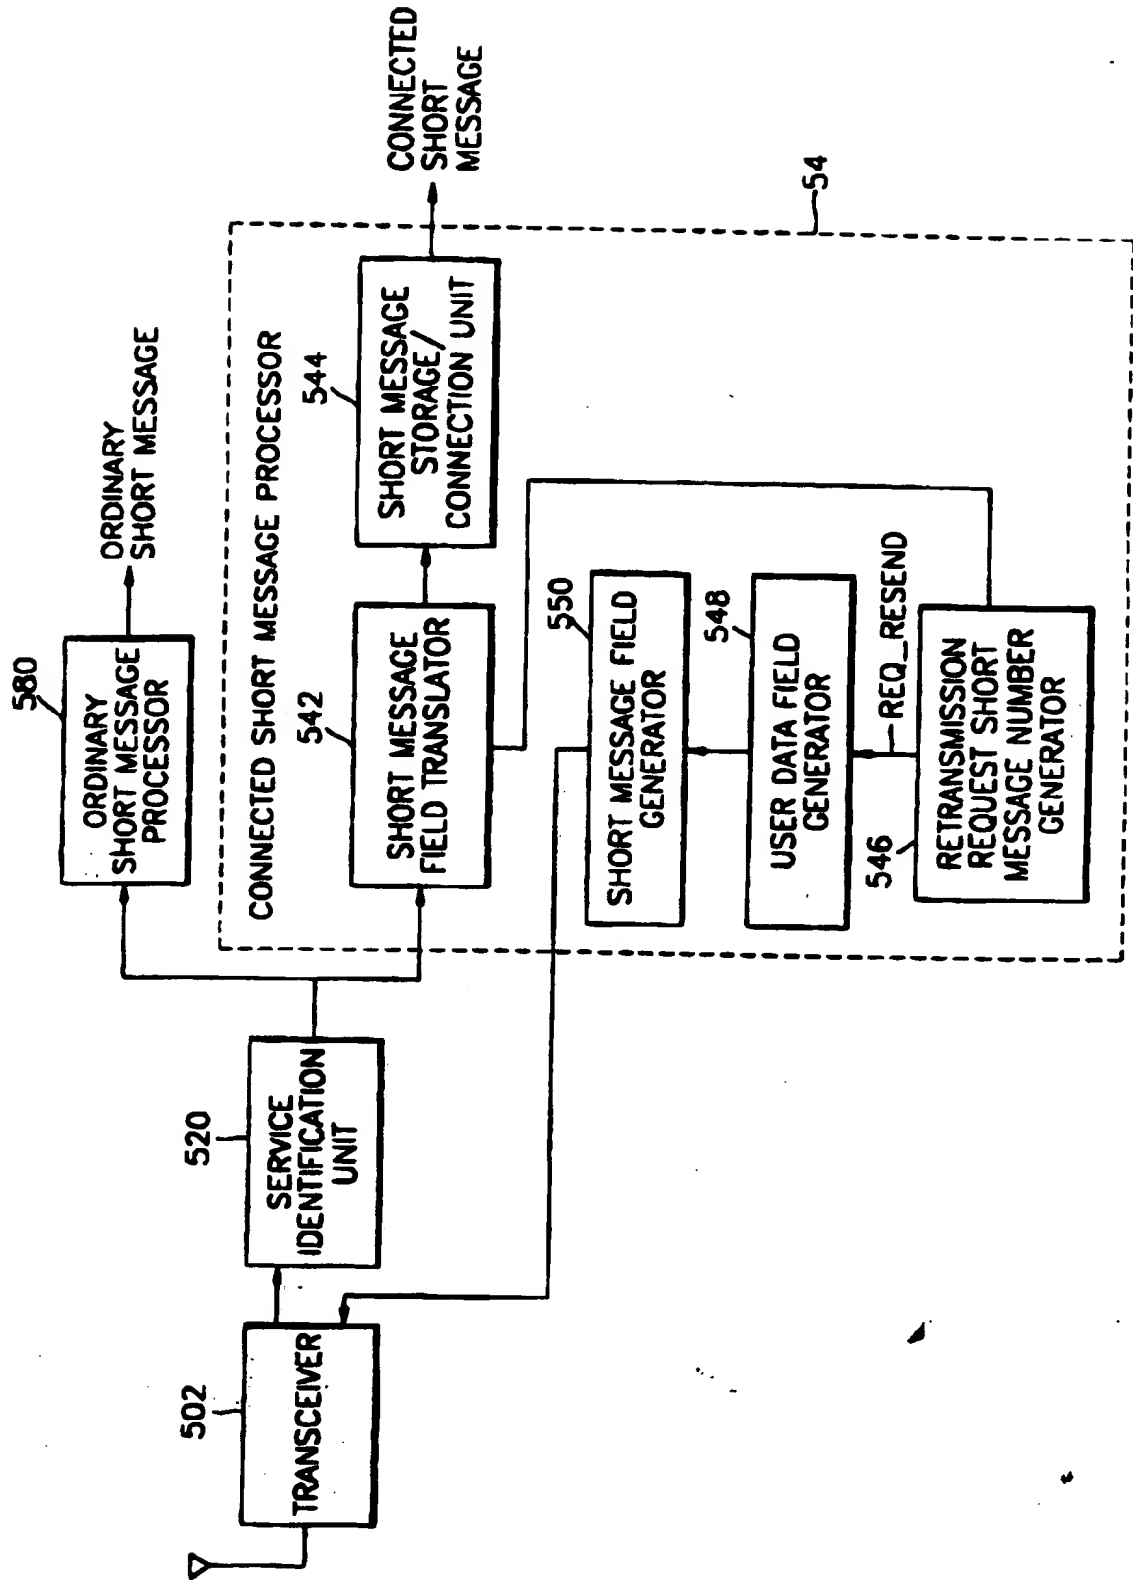 580
ORDINARY
SHORT MESSAGE
PROCESSOR
ORDINARY
SHORT MESSAGE
502
TRANSCEIVER
520
SERVICE
IDENTIFICATION
UNIT
CONNECTED SHORT MESSAGE PROCESSOR
542
SHORT MESSAGE
FIELD TRANSLATOR
544
SHORT MESSAGE
STORAGE/
CONNECTION UNIT
CONNECTED
SHORT
MESSAGE
550
SHORT MESSAGE FIELD
GENERATOR
548
USER DATA FIELD
GENERATOR
REQ_RESEND
546
RETRANSMISSION
REQUEST SHORT
MESSAGE NUMBER
GENERATOR
54